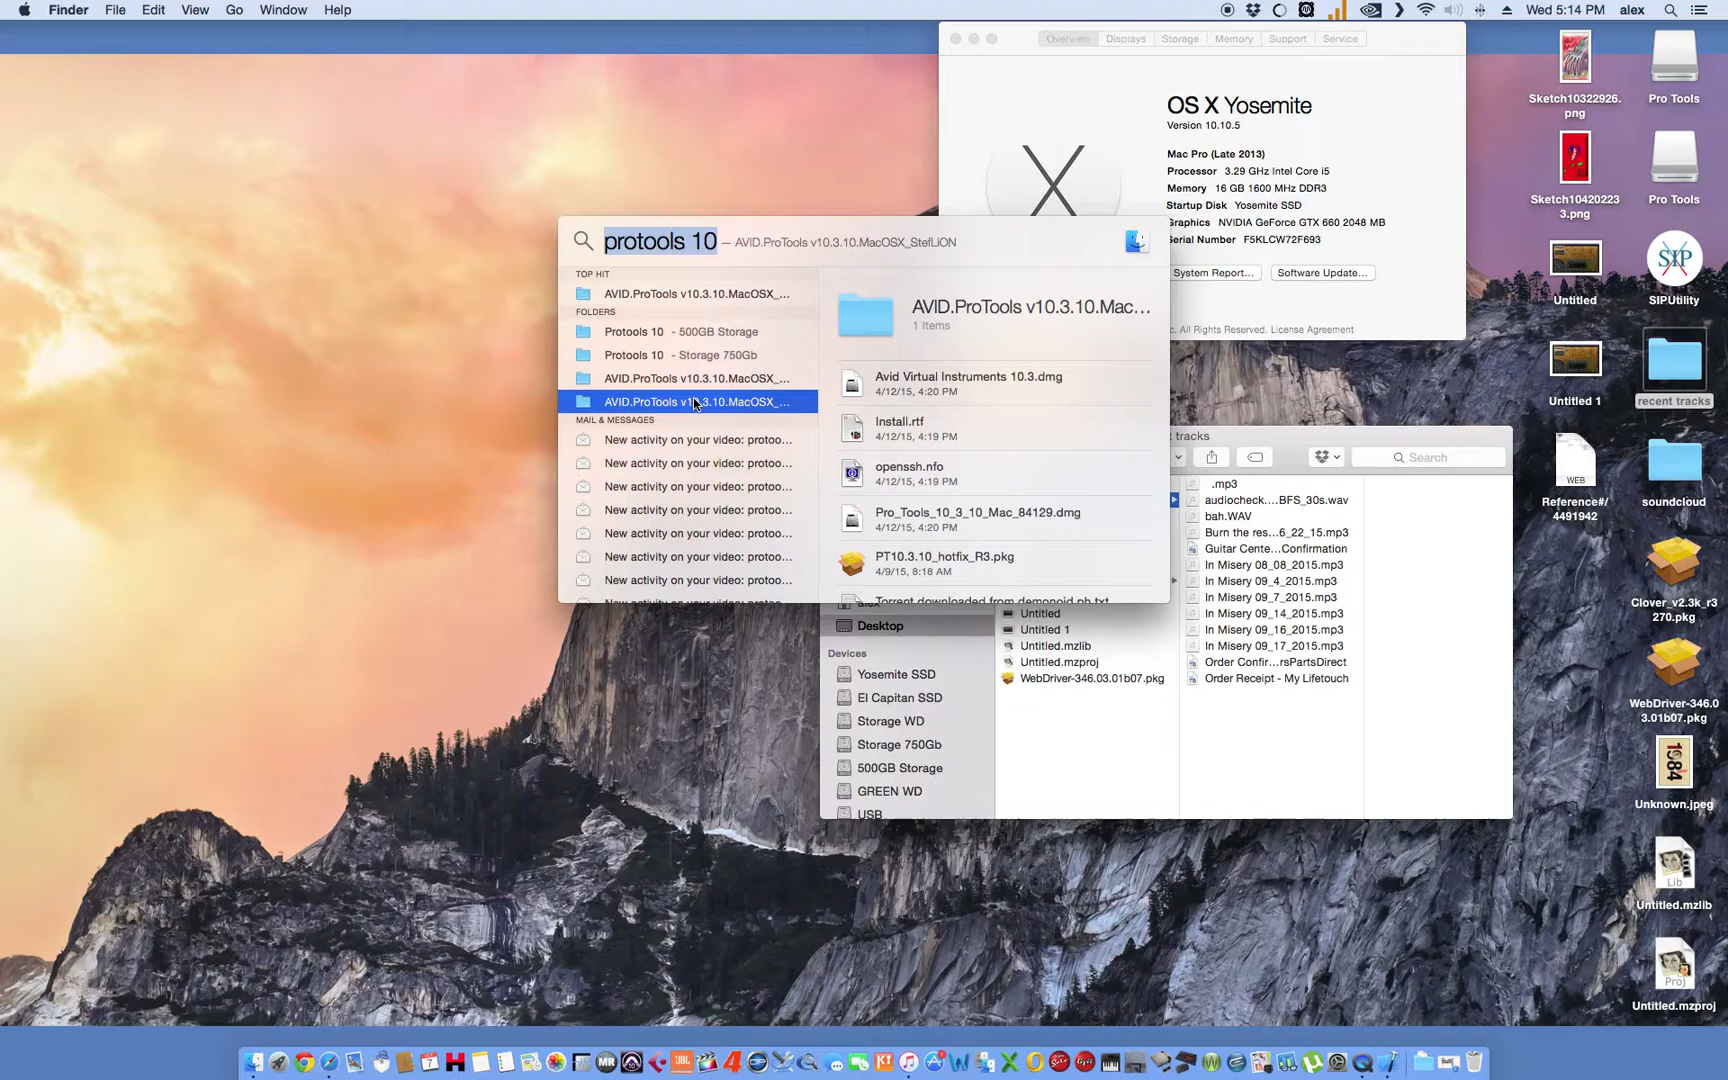 Finder File Edit View Go Window Help
Wed 5:14 PM alex
Overview Displays Storage Memory Support Service
OS X Yosemite
Version 10.10.5
Mac Pro (Late 2013)
Processor 3.29 GHz Intel Core i5
Memory 16 GB 1600 MHz DDR3
Startup Disk Yosemite SSD
Graphics NVIDIA GeForce GTX 660 2048 MB
Serial Number F5KLCW72F693
System Report... Software Update...
c. All Rights Reserved. License Agreement
protools 10 — AVID.ProTools v10.3.10.MacOSX_StefLiON
TOP HIT
AVID.ProTools v10.3.10.MacOSX_...
FOLDERS
Protools 10 - 500GB Storage
Protools 10 - Storage 750Gb
AVID.ProTools v10.3.10.MacOSX_...
AVID.ProTools v10.3.10.MacOSX_...
MAIL & MESSAGES
New activity on your video: protoo...
New activity on your video: protoo...
New activity on your video: protoo...
New activity on your video: protoo...
New activity on your video: protoo...
New activity on your video: protoo...
New activity on your video: protoo...
AVID.ProTools v10.3.10.Mac...
1 Items
Avid Virtual Instruments 10.3.dmg
4/12/15, 4:20 PM
Install.rtf
4/12/15, 4:19 PM
openssh.nfo
4/12/15, 4:19 PM
Pro_Tools_10_3_10_Mac_84129.dmg
4/12/15, 4:20 PM
PT10.3.10_hotfix_R3.pkg
4/9/15, 8:18 AM
Torrent downloaded from demonoid.ph.txt
t tracks
Search
alex
Desktop
Devices
Yosemite SSD
El Capitan SSD
Storage WD
Storage 750Gb
500GB Storage
GREEN WD
USB
Untitled
Untitled 1
Untitled.mzlib
Untitled.mzproj
WebDriver-346.03.01b07.pkg
.mp3
audiocheck....BFS_30s.wav
bah.WAV
Burn the res...6_22_15.mp3
Guitar Cente...Confirmation
In Misery 08_08_2015.mp3
In Misery 09_4_2015.mp3
In Misery 09_7_2015.mp3
In Misery 09_14_2015.mp3
In Misery 09_16_2015.mp3
In Misery 09_17_2015.mp3
Order Confir...rsPartsDirect
Order Receipt - My Lifetouch
Sketch10322926.
png
Pro Tools
Sketch10420223
3.png
Pro Tools
Untitled
SIP
SIPUtility
Untitled 1
recent tracks
WEB
Reference#/
4491942
soundcloud
Clover_v2.3k_r3
270.pkg
WebDriver-346.0
3.01b07.pkg
1984
Unknown.jpeg
Lib
Untitled.mzlib
Proj
Untitled.mzproj
7 H MR JBL 4 W X